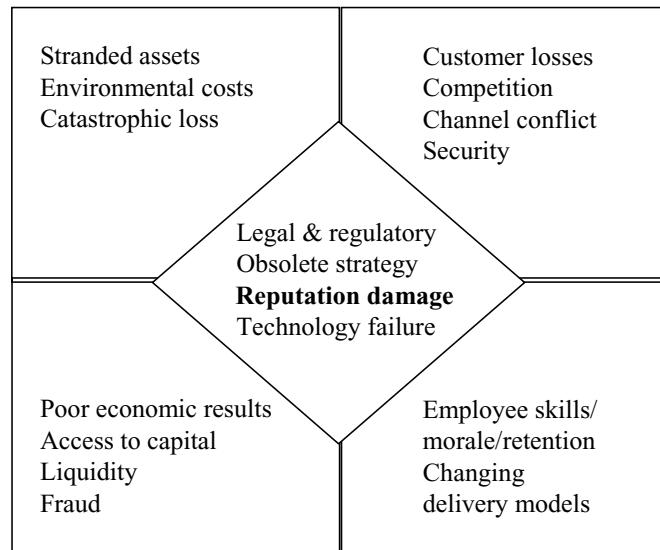 Stranded assets
Environmental costs
Catastrophic loss
Customer losses
Competition
Channel conflict
Security
Legal & regulatory
Obsolete strategy
Reputation damage
Technology failure
Poor economic results
Access to capital
Liquidity
Fraud
Employee skills/
morale/retention
Changing
delivery models